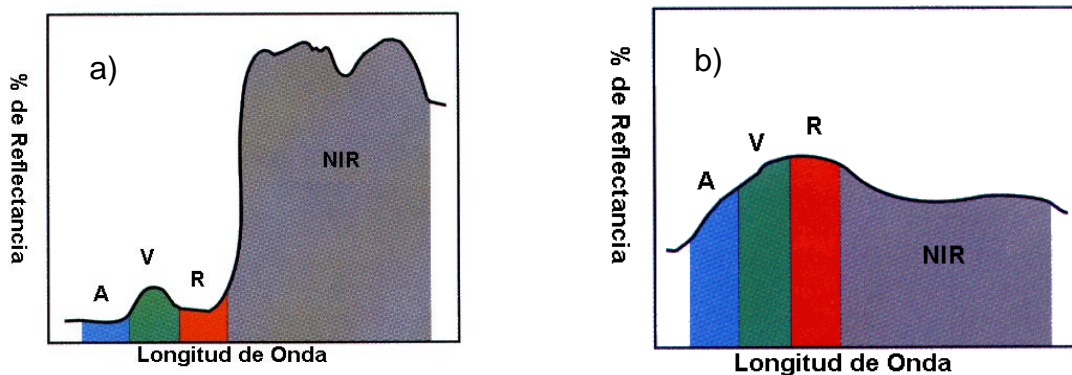 % de Reflectancia
a)
A
V
R
NIR
Longitud de Onda
% de Reflectancia
b)
A
V
R
NIR
Longitud de Onda